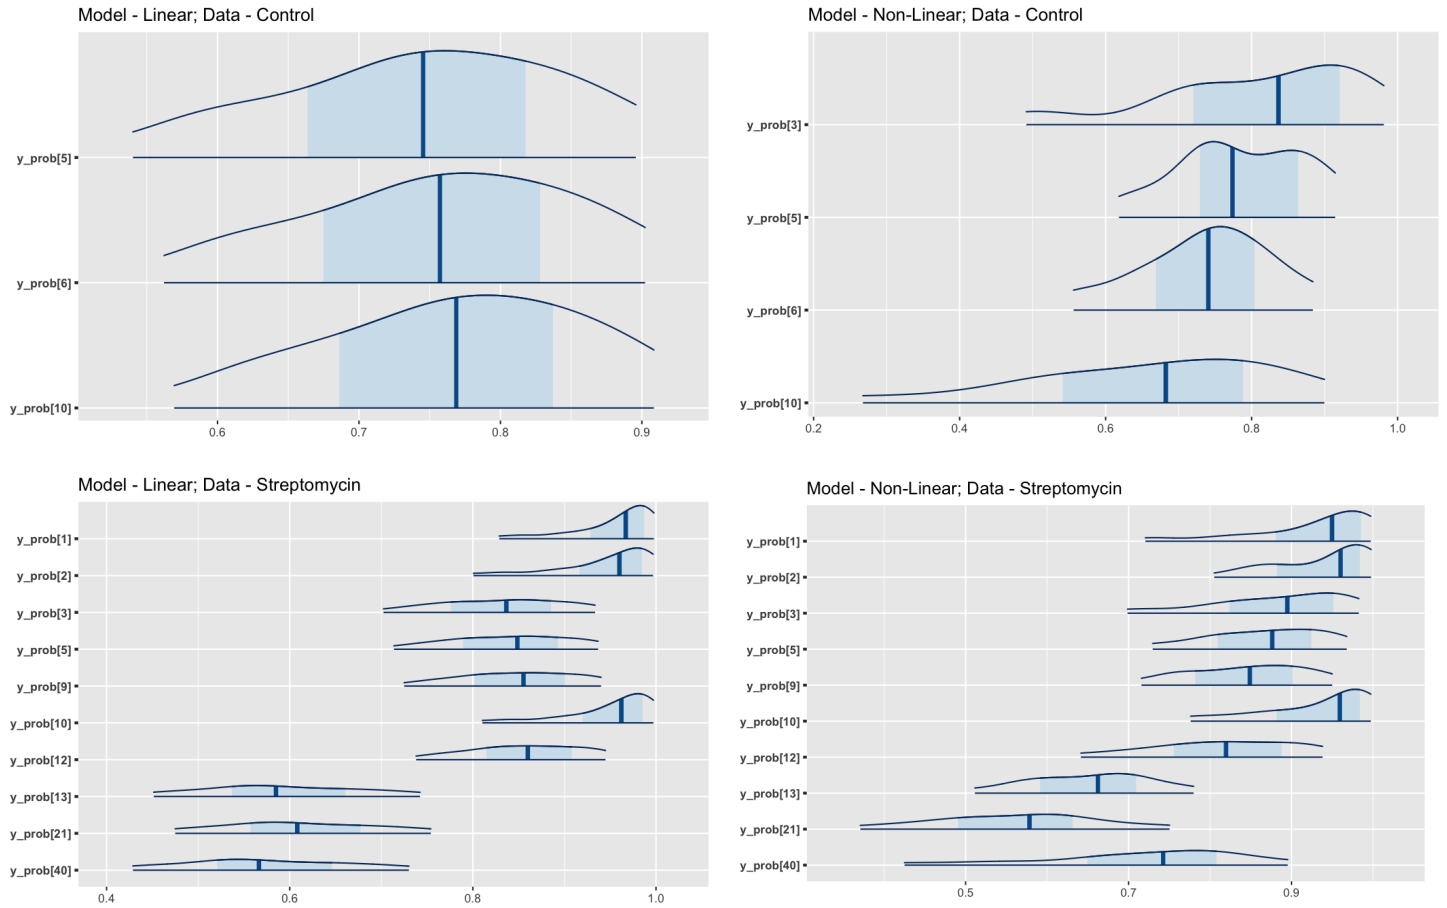 Model - Linear; Data - Control
y_prob[5]
y_prob[6]
y_prob[10]
0.6 0.7 0.8 0.9
Model - Non-Linear; Data - Control
y_prob[3]
y_prob[5]
y_prob[6]
y_prob[10]
0.2 0.4 0.6 0.8 1.0
Model - Linear; Data - Streptomycin
y_prob[1]
y_prob[2]
y_prob[3]
y_prob[5]
y_prob[9]
y_prob[10]
y_prob[12]
y_prob[13]
y_prob[21]
y_prob[40]
0.4 0.6 0.8 1.0
Model - Non-Linear; Data - Streptomycin
y_prob[1]
y_prob[2]
y_prob[3]
y_prob[5]
y_prob[9]
y_prob[10]
y_prob[12]
y_prob[13]
y_prob[21]
y_prob[40]
0.5 0.7 0.9